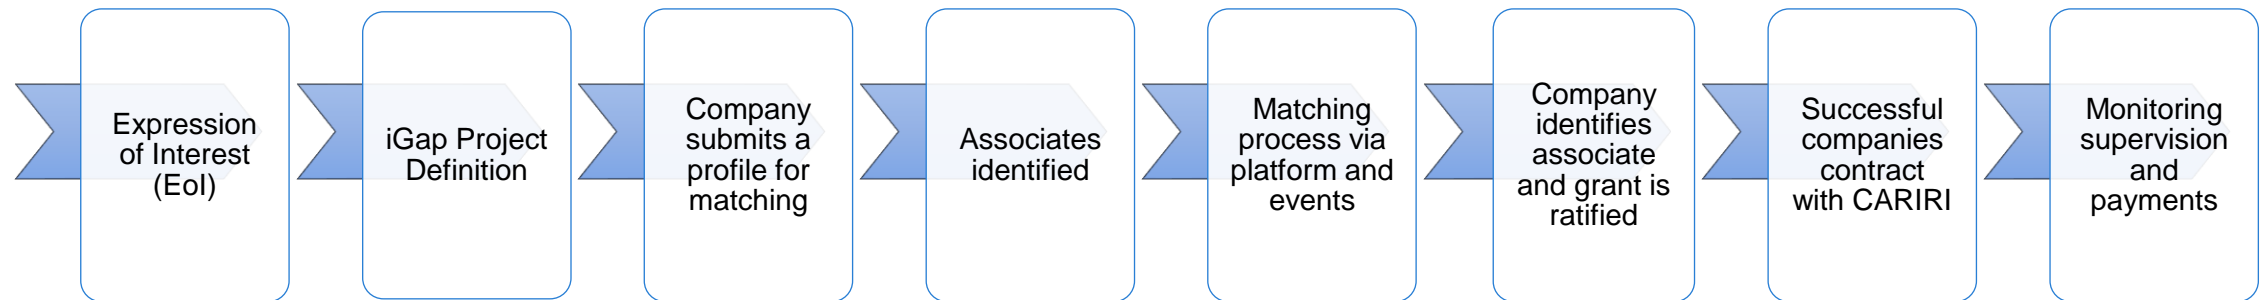 Expression
of Interest
(EoI)
iGap Project
Definition
Company
submits a
profile for
matching
Associates
identified
Matching
process via
platform and
events
Company
identifies
associate
and grant is
ratified
Successful
companies
contract
with CARIRI
Monitoring
supervision
and
payments